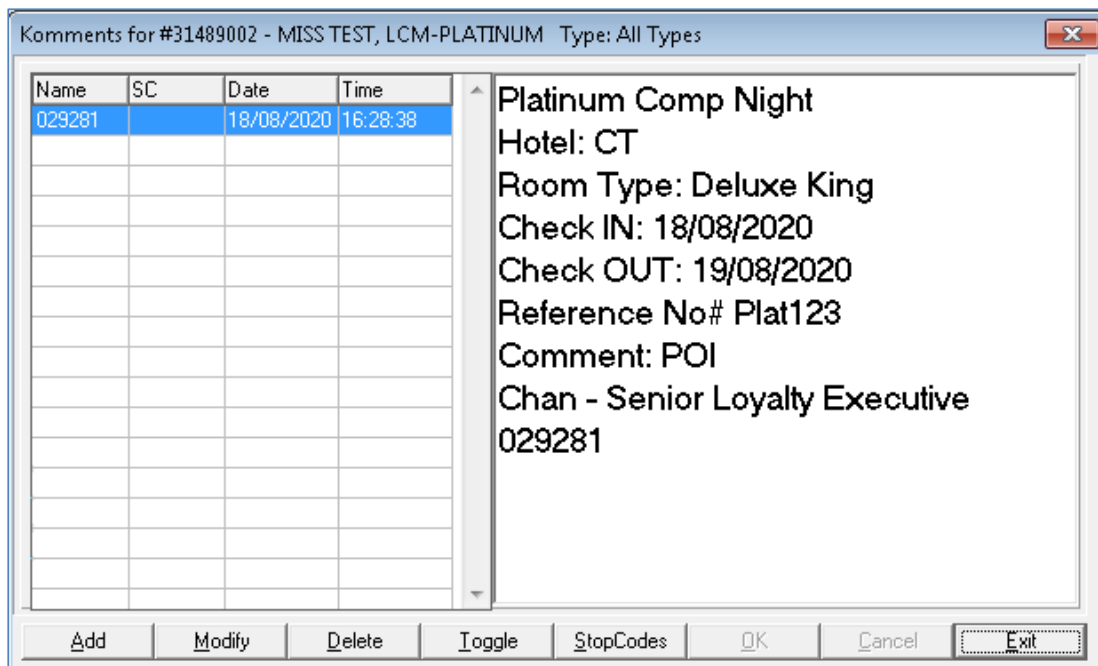 Komments for #31489002 - MISS TEST, LCM-PLATINUM Type: All Types
Name SC Date Time
029281 18/08/2020 16:28:38
Platinum Comp Night
Hotel: CT
Room Type: Deluxe King
Check IN: 18/08/2020
Check OUT: 19/08/2020
Reference No# Plat123
Comment: POI
Chan - Senior Loyalty Executive
029281
Add Modify Delete Toggle StopCodes OK Cancel Exit